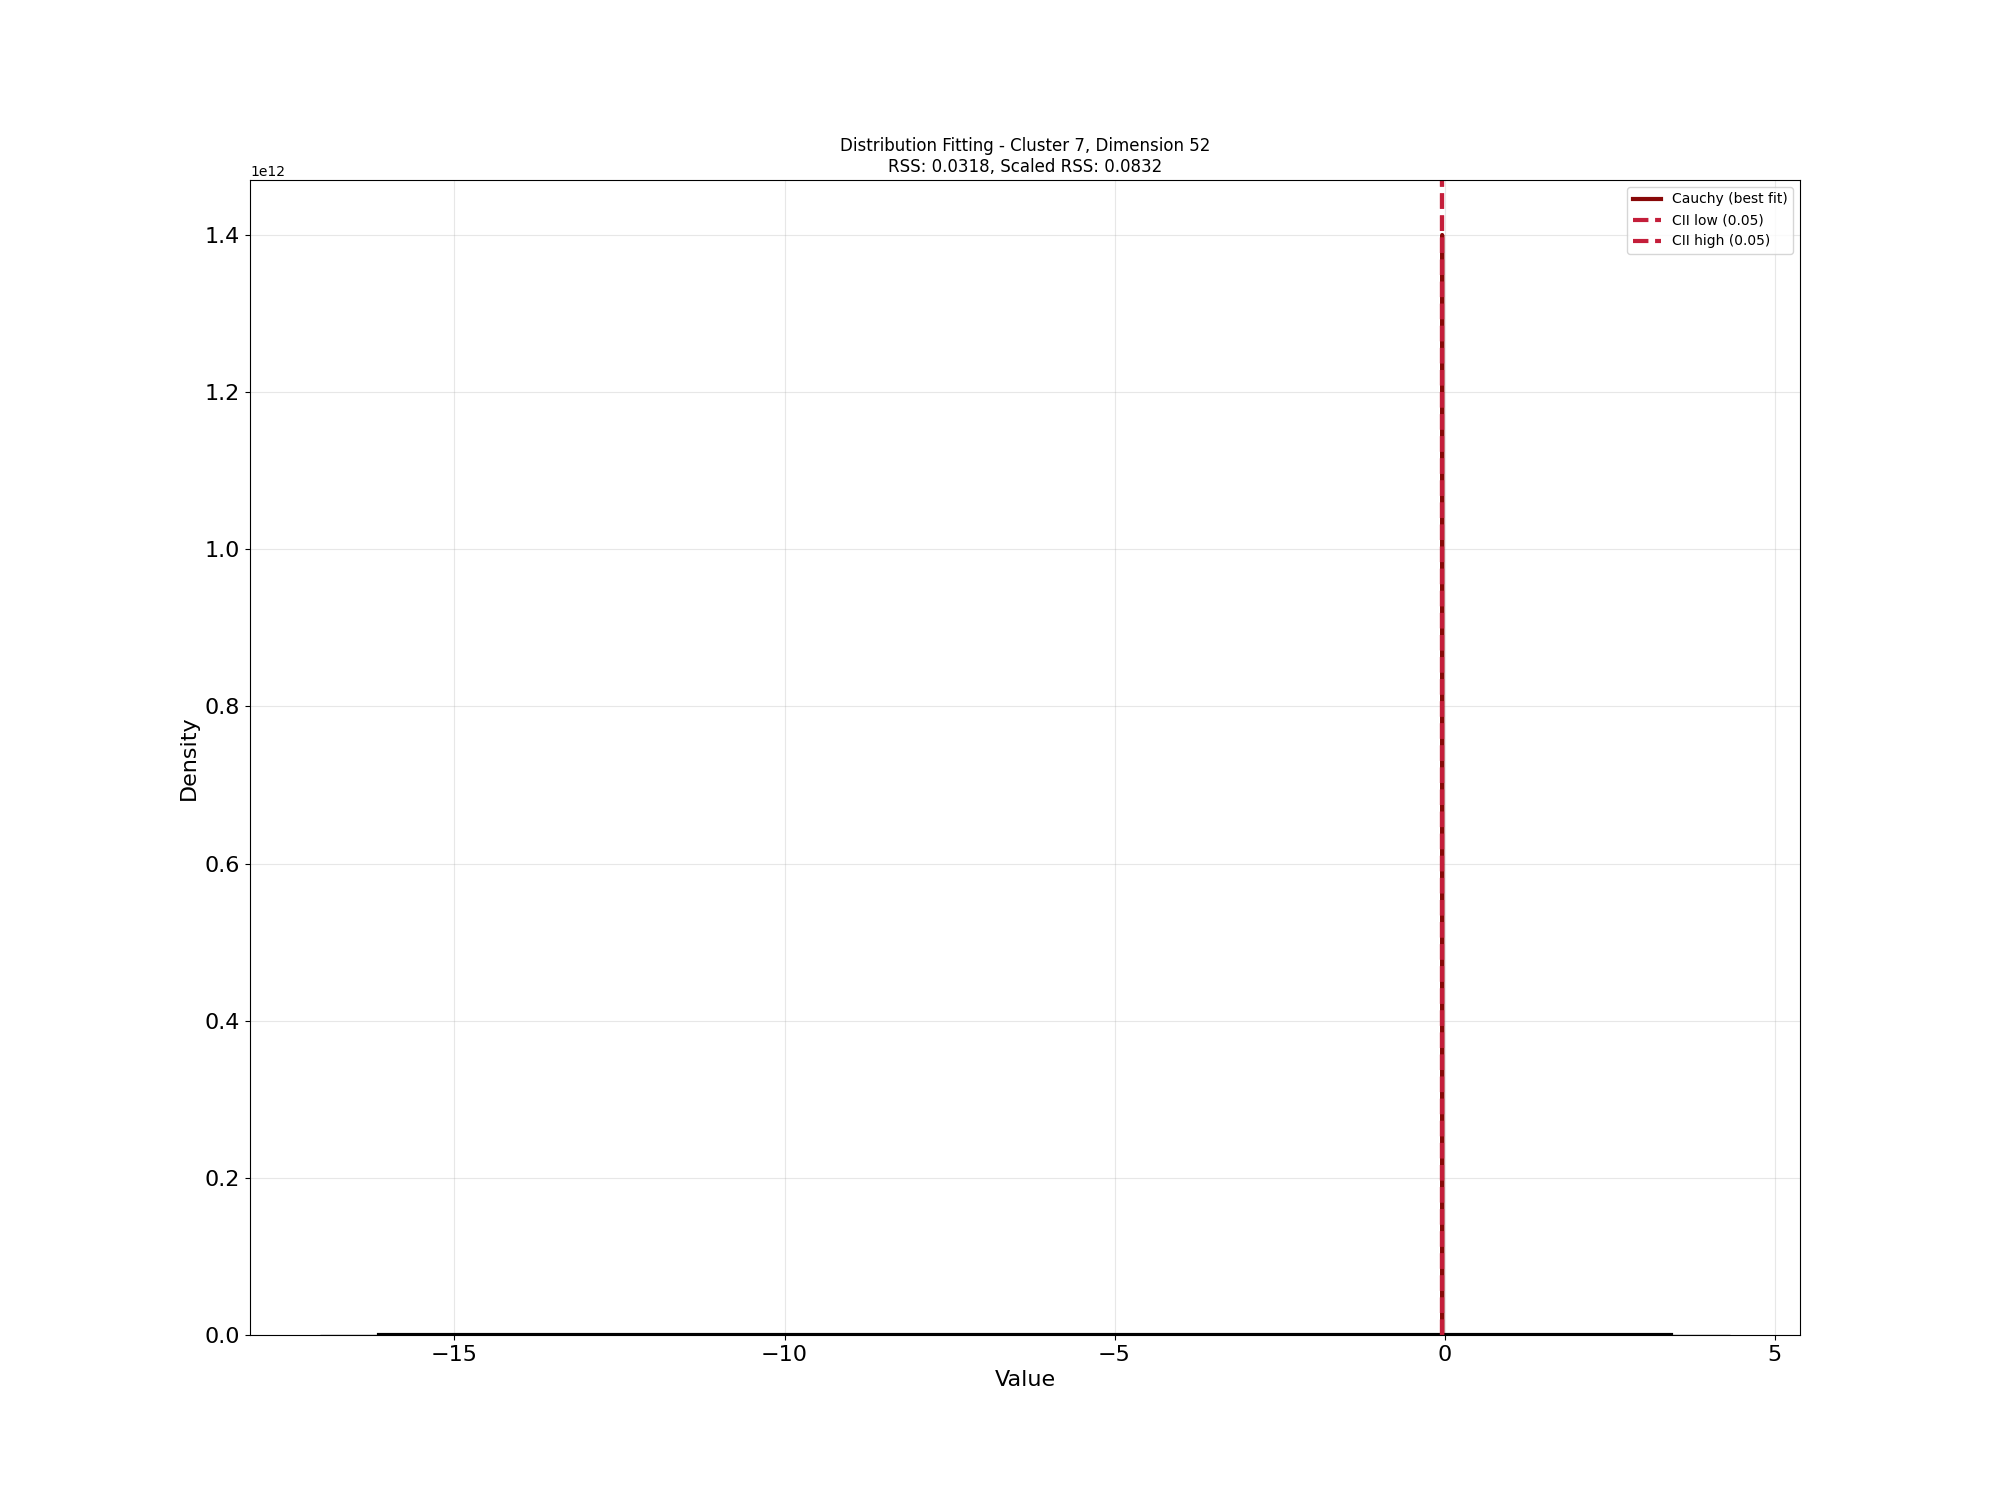 Distribution Fitting - Cluster 7, Dimension 52
RSS: 0.0318, Scaled RSS: 0.0832
1e12
Cauchy (best fit)
CII low (0.05)
CII high (0.05)
1.4
1.2
1.0
0.8
0.6
0.4
0.2
0.0
Density
−15
−10
−5
0
5
Value